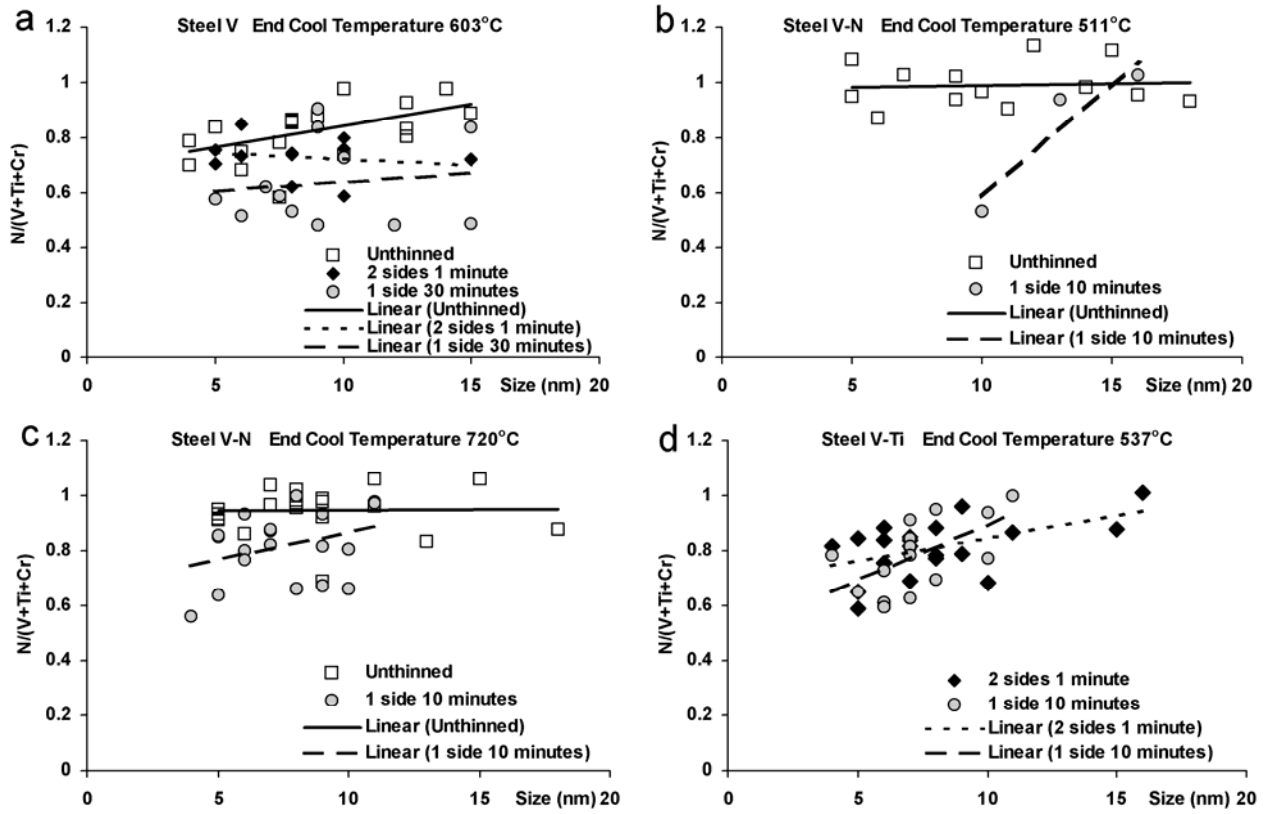 a
Steel V End Cool Temperature 603°C
N/(V+Ti+Cr)
1.2
1
0.8
0.6
0.4
0.2
0
Unthinned
2 sides 1 minute
1 side 30 minutes
Linear (Unthinned)
Linear (2 sides 1 minute)
Linear (1 side 30 minutes)
0 5 10 15 Size (nm) 20
b
Steel V-N End Cool Temperature 511°C
N/(V+Ti+Cr)
1.2
1
0.8
0.6
0.4
0.2
0
Unthinned
1 side 10 minutes
Linear (Unthinned)
Linear (1 side 10 minutes)
0 5 10 15 Size (nm) 20
c
Steel V-N End Cool Temperature 720°C
N/(V+Ti+Cr)
1.2
1
0.8
0.6
0.4
0.2
0
Unthinned
1 side 10 minutes
Linear (Unthinned)
Linear (1 side 10 minutes)
0 5 10 15 Size (nm) 20
d
Steel V-Ti End Cool Temperature 537°C
N/(V+Ti+Cr)
1.2
1
0.8
0.6
0.4
0.2
0
2 sides 1 minute
1 side 10 minutes
Linear (2 sides 1 minute)
Linear (1 side 10 minutes)
0 5 10 15 Size (nm) 20